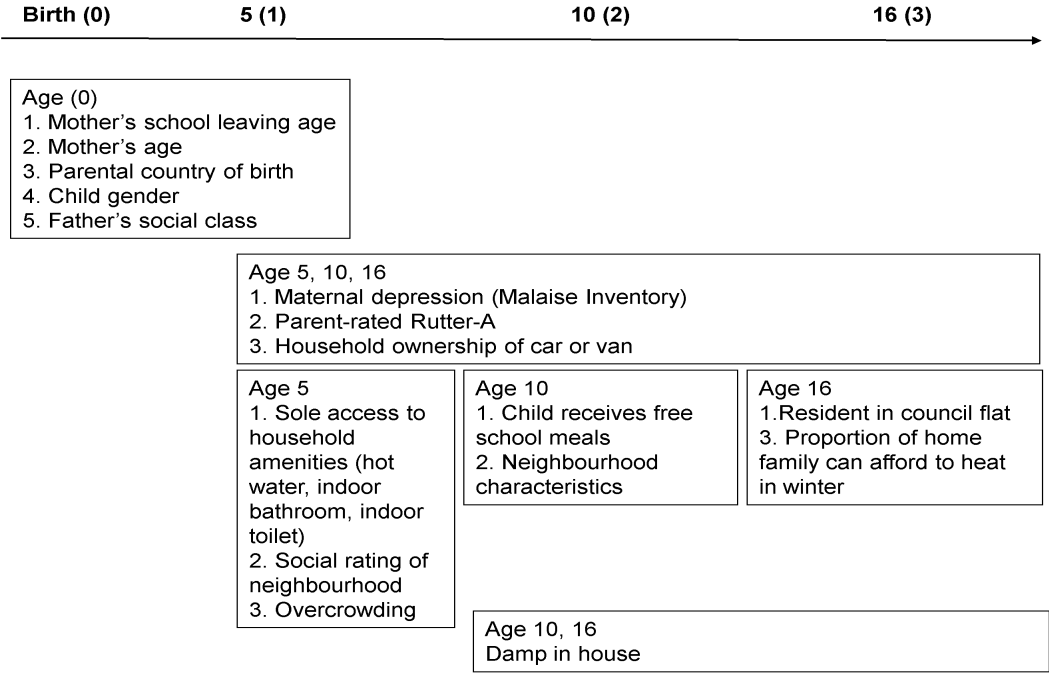 Birth (0) 5 (1) 10 (2) 16 (3)
Age (0)
1. Mother's school leaving age
2. Mother's age
3. Parental country of birth
4. Child gender
5. Father's social class
Age 5, 10, 16
1. Maternal depression (Malaise Inventory)
2. Parent-rated Rutter-A
3. Household ownership of car or van
Age 5
1. Sole access to
household
amenities (hot
water, indoor
bathroom, indoor
toilet)
2. Social rating of
neighbourhood
3. Overcrowding
Age 10
1. Child receives free
school meals
2. Neighbourhood
characteristics
Age 16
1.Resident in council flat
3. Proportion of home
family can afford to heat
in winter
Age 10, 16
Damp in house